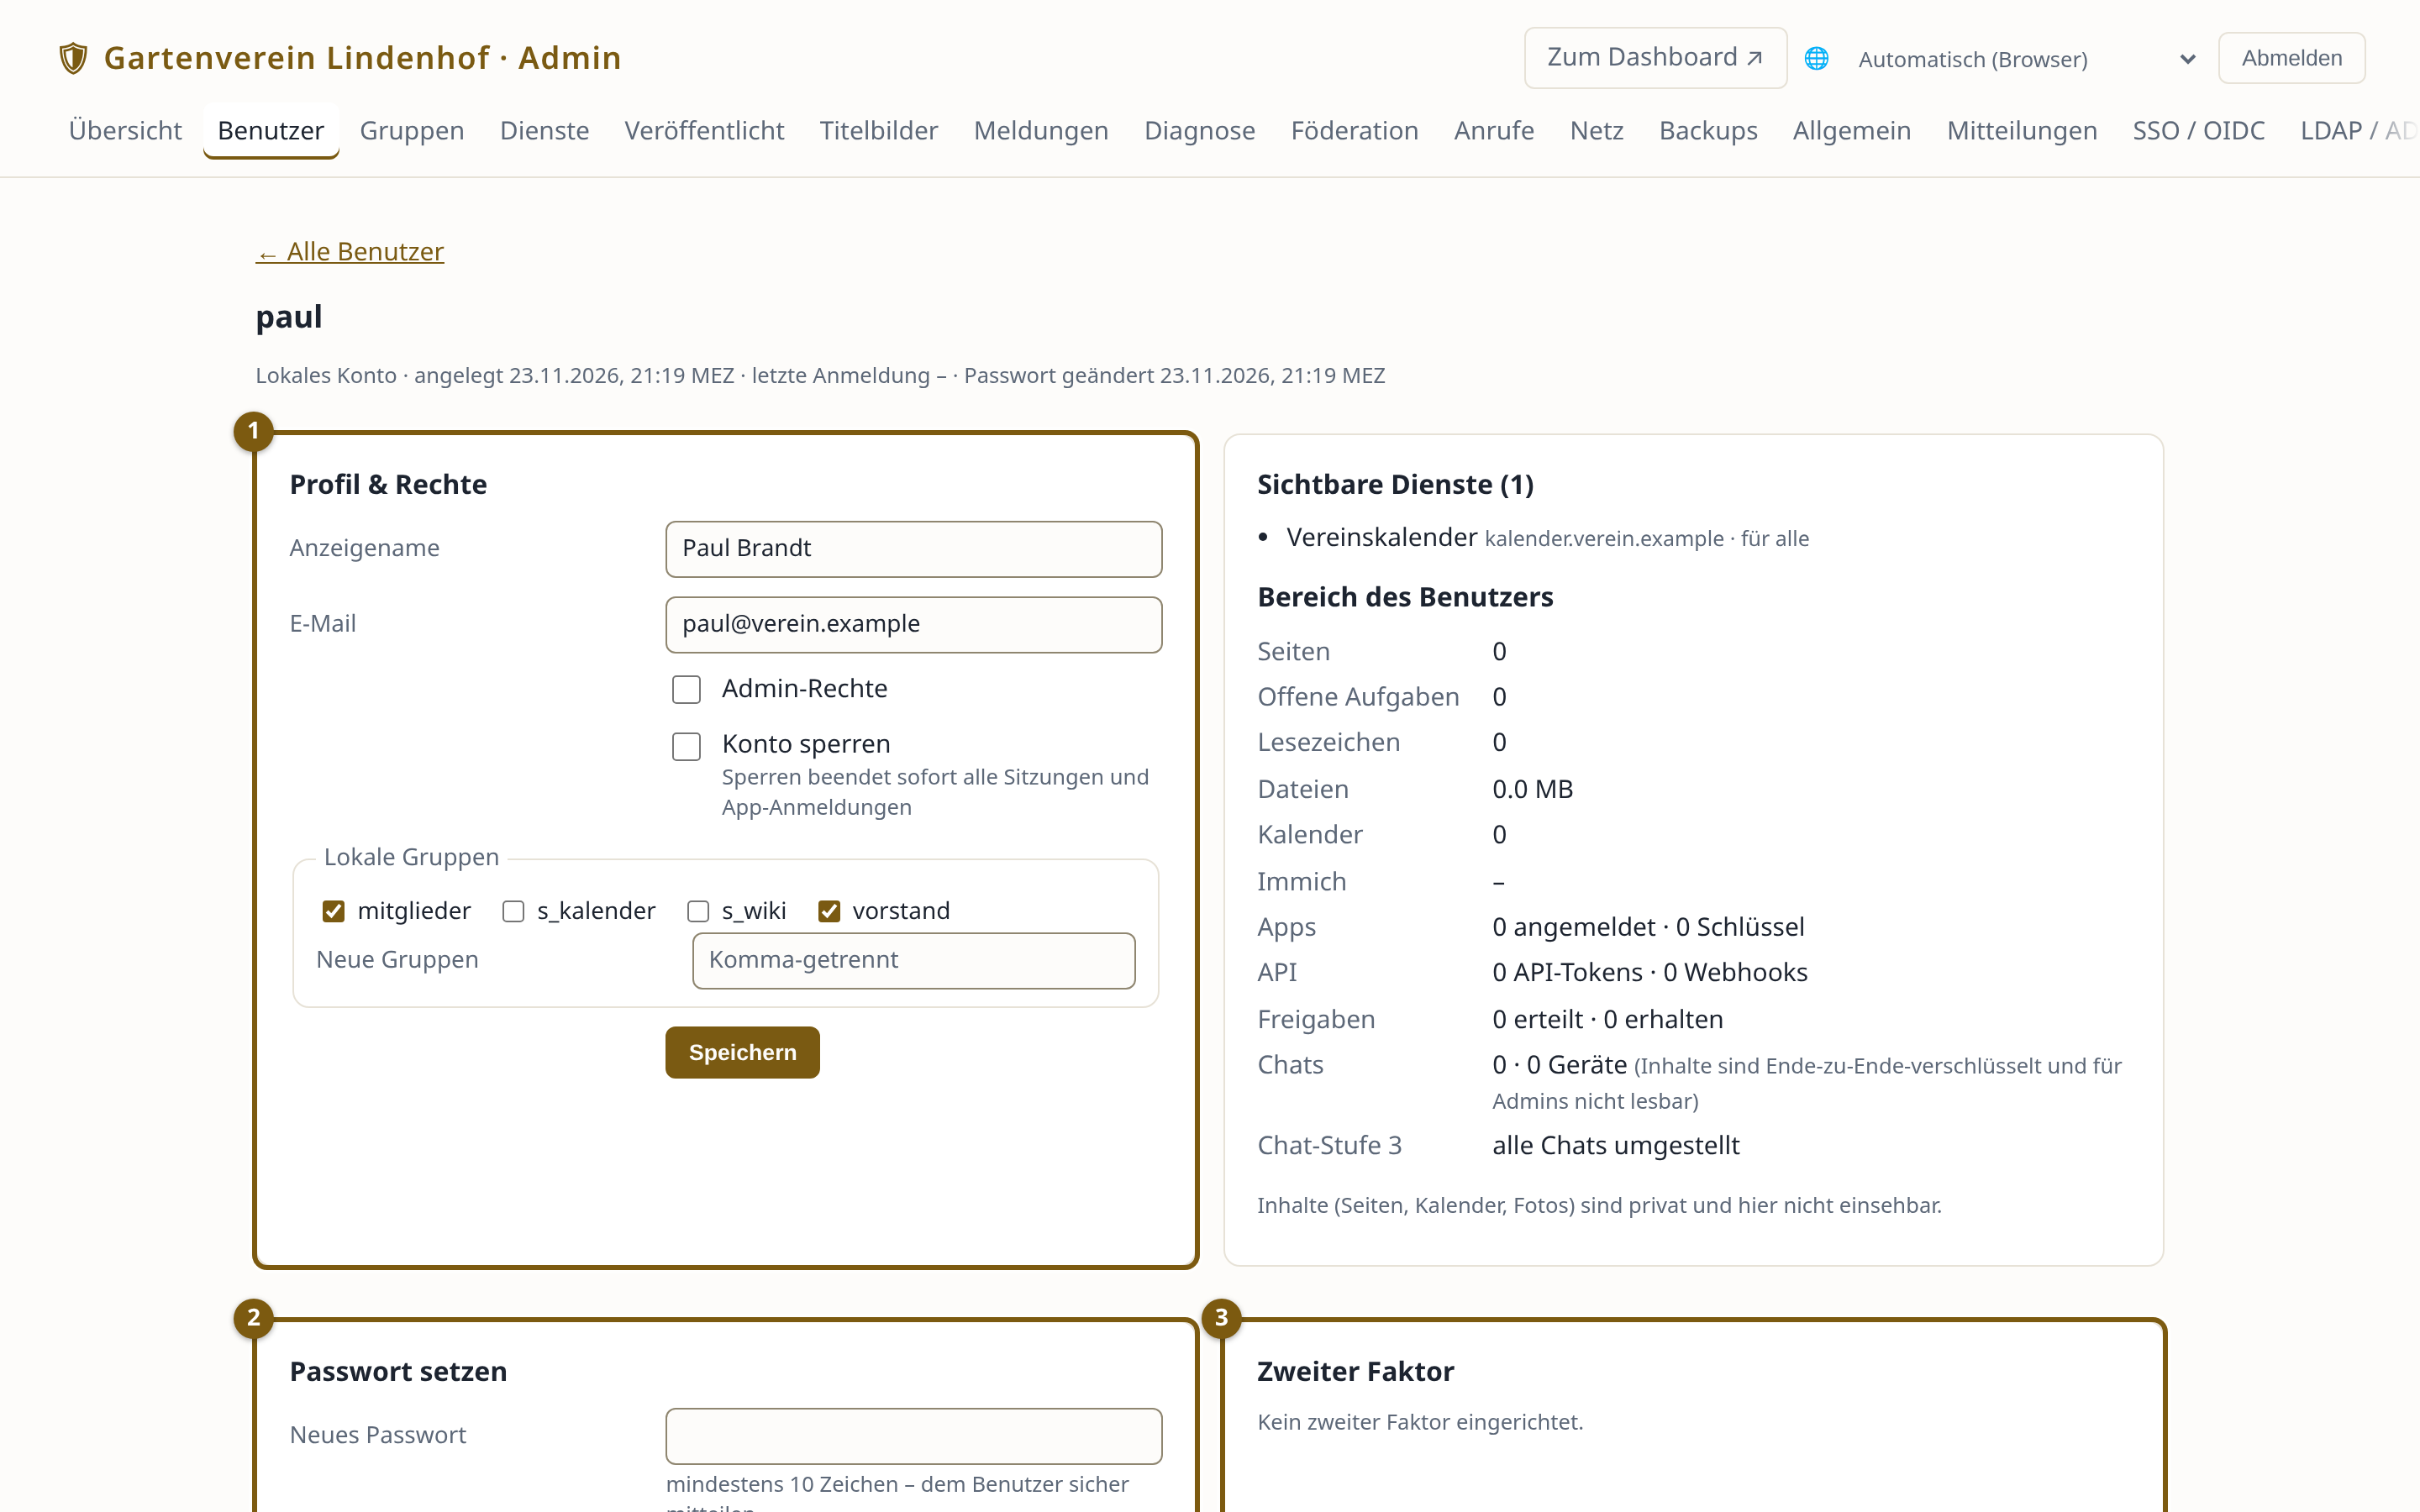 Gartenverein Lindenhof · Admin
Zum Dashboard ↗
Automatisch (Browser)
Abmelden
Übersicht Benutzer Gruppen Dienste Veröffentlicht Titelbilder Meldungen Diagnose Föderation Anrufe Netz Backups Allgemein Mitteilungen SSO / OIDC LDAP / AD
← Alle Benutzer
paul
Lokales Konto · angelegt 23.11.2026, 21:19 MEZ · letzte Anmeldung – · Passwort geändert 23.11.2026, 21:19 MEZ
1
Profil & Rechte
Anzeigename
Paul Brandt
E-Mail
paul@verein.example
Admin-Rechte
Konto sperren
Sperren beendet sofort alle Sitzungen und
App-Anmeldungen
Lokale Gruppen
mitglieder s_kalender s_wiki vorstand
Neue Gruppen
Komma-getrennt
Speichern
Sichtbare Dienste (1)
• Vereinskalender kalender.verein.example · für alle
Bereich des Benutzers
Seiten 0
Offene Aufgaben 0
Lesezeichen 0
Dateien 0.0 MB
Kalender 0
Immich –
Apps 0 angemeldet · 0 Schlüssel
API 0 API-Tokens · 0 Webhooks
Freigaben 0 erteilt · 0 erhalten
Chats 0 · 0 Geräte (Inhalte sind Ende-zu-Ende-verschlüsselt und für
Admins nicht lesbar)
Chat-Stufe 3 alle Chats umgestellt
Inhalte (Seiten, Kalender, Fotos) sind privat und hier nicht einsehbar.
2
Passwort setzen
Neues Passwort
mindestens 10 Zeichen – dem Benutzer sicher
3
Zweiter Faktor
Kein zweiter Faktor eingerichtet.